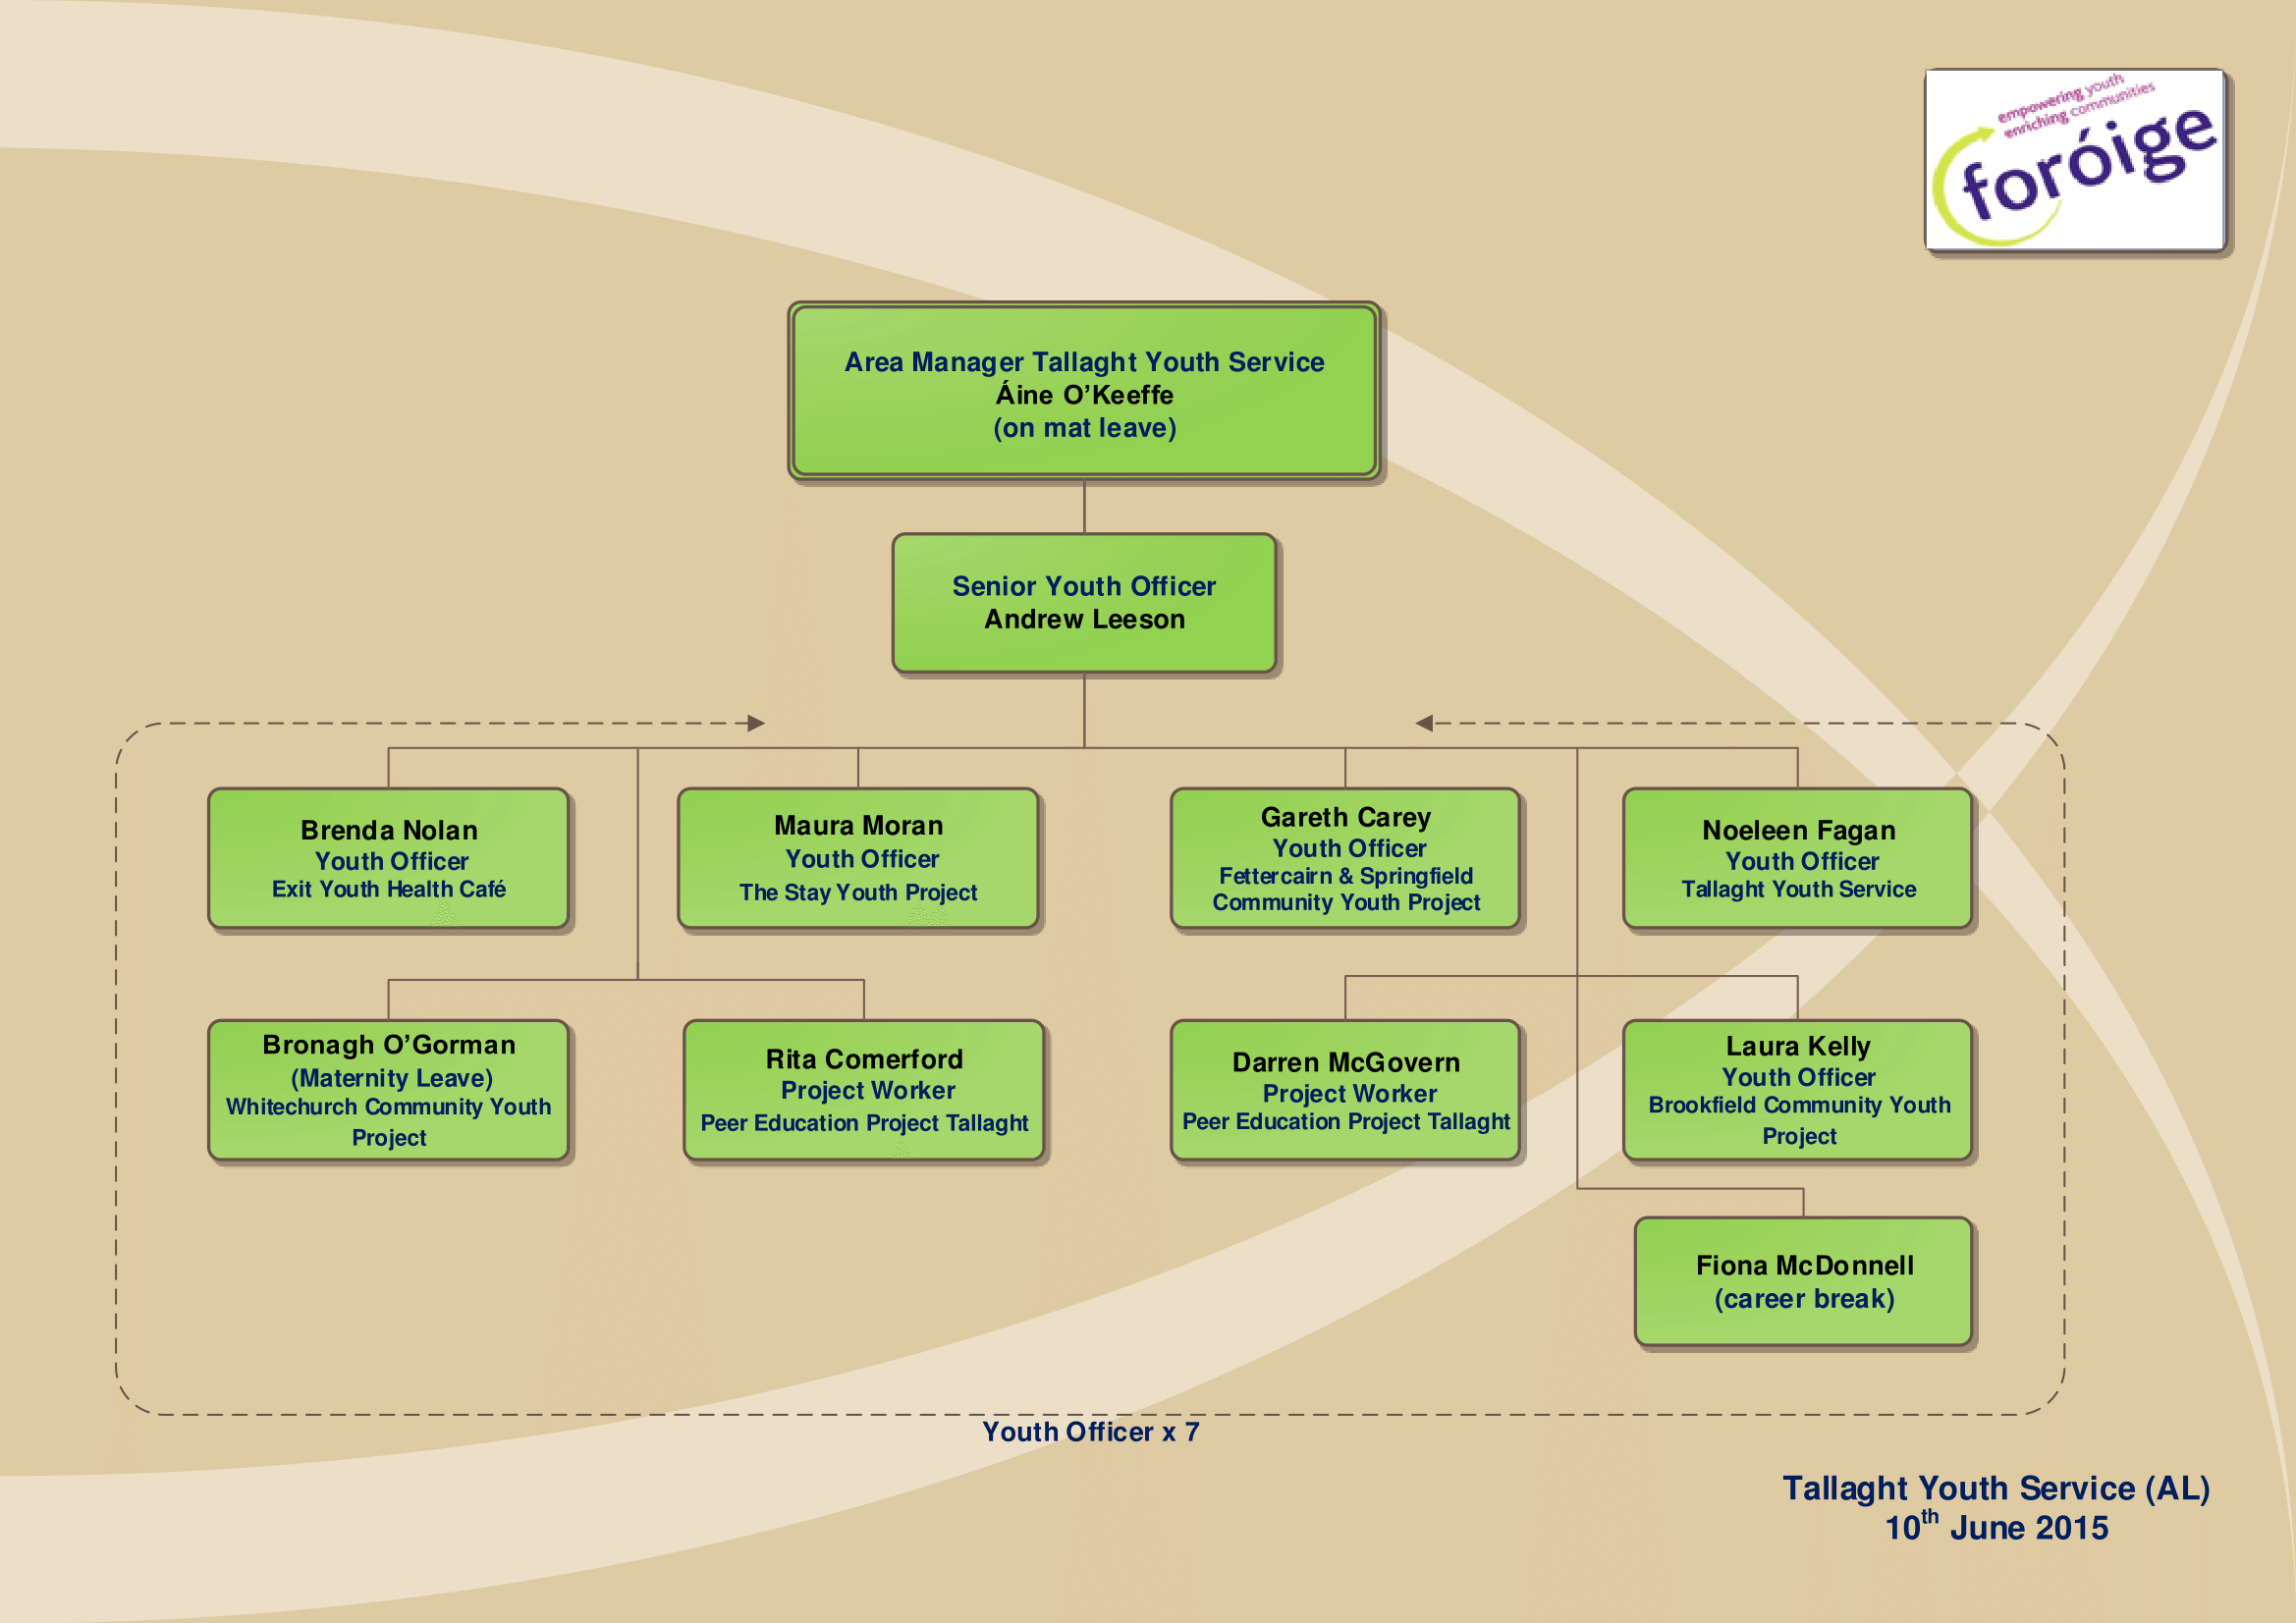 empowering youth
enriching communities
foróige
Area Manager Tallaght Youth Service
Áine O’Keeffe
(on mat leave)
Senior Youth Officer
Andrew Leeson
Brenda Nolan
Youth Officer
Exit Youth Health Café
Maura Moran
Youth Officer
The Stay Youth Project
Gareth Carey
Youth Officer
Fettercairn & Springfield
Community Youth Project
Noeleen Fagan
Youth Officer
Tallaght Youth Service
Bronagh O’Gorman
(Maternity Leave)
Whitechurch Community Youth
Project
Rita Comerford
Project Worker
Peer Education Project Tallaght
Darren McGovern
Project Worker
Peer Education Project Tallaght
Laura Kelly
Youth Officer
Brookfield Community Youth
Project
Fiona McDonnell
(career break)
Youth Officer x 7
Tallaght Youth Service (AL)
10th June 2015